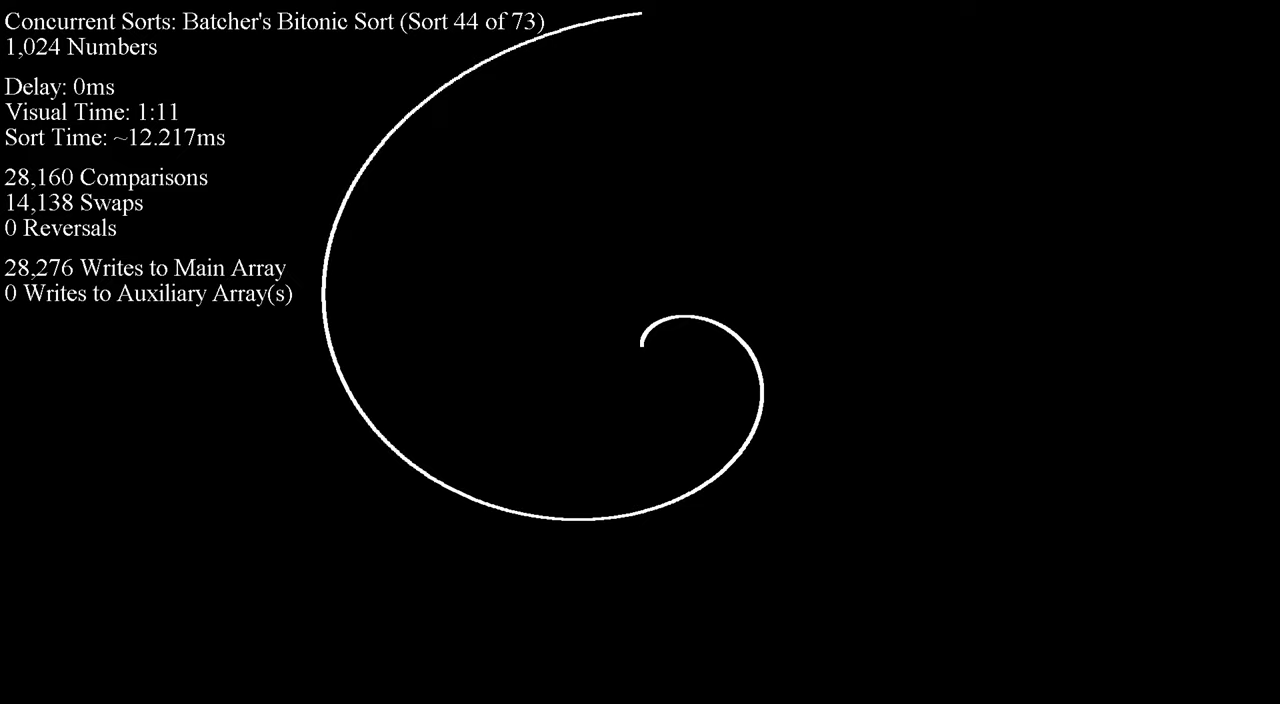 Concurrent Sorts: Batcher's Bitonic Sort (Sort 44 of 73)
1,024 Numbers
Delay: 0ms
Visual Time: 1:11
Sort Time: ~12.217ms
28,160 Comparisons
14,138 Swaps
0 Reversals
28,276 Writes to Main Array
0 Writes to Auxiliary Array(s)